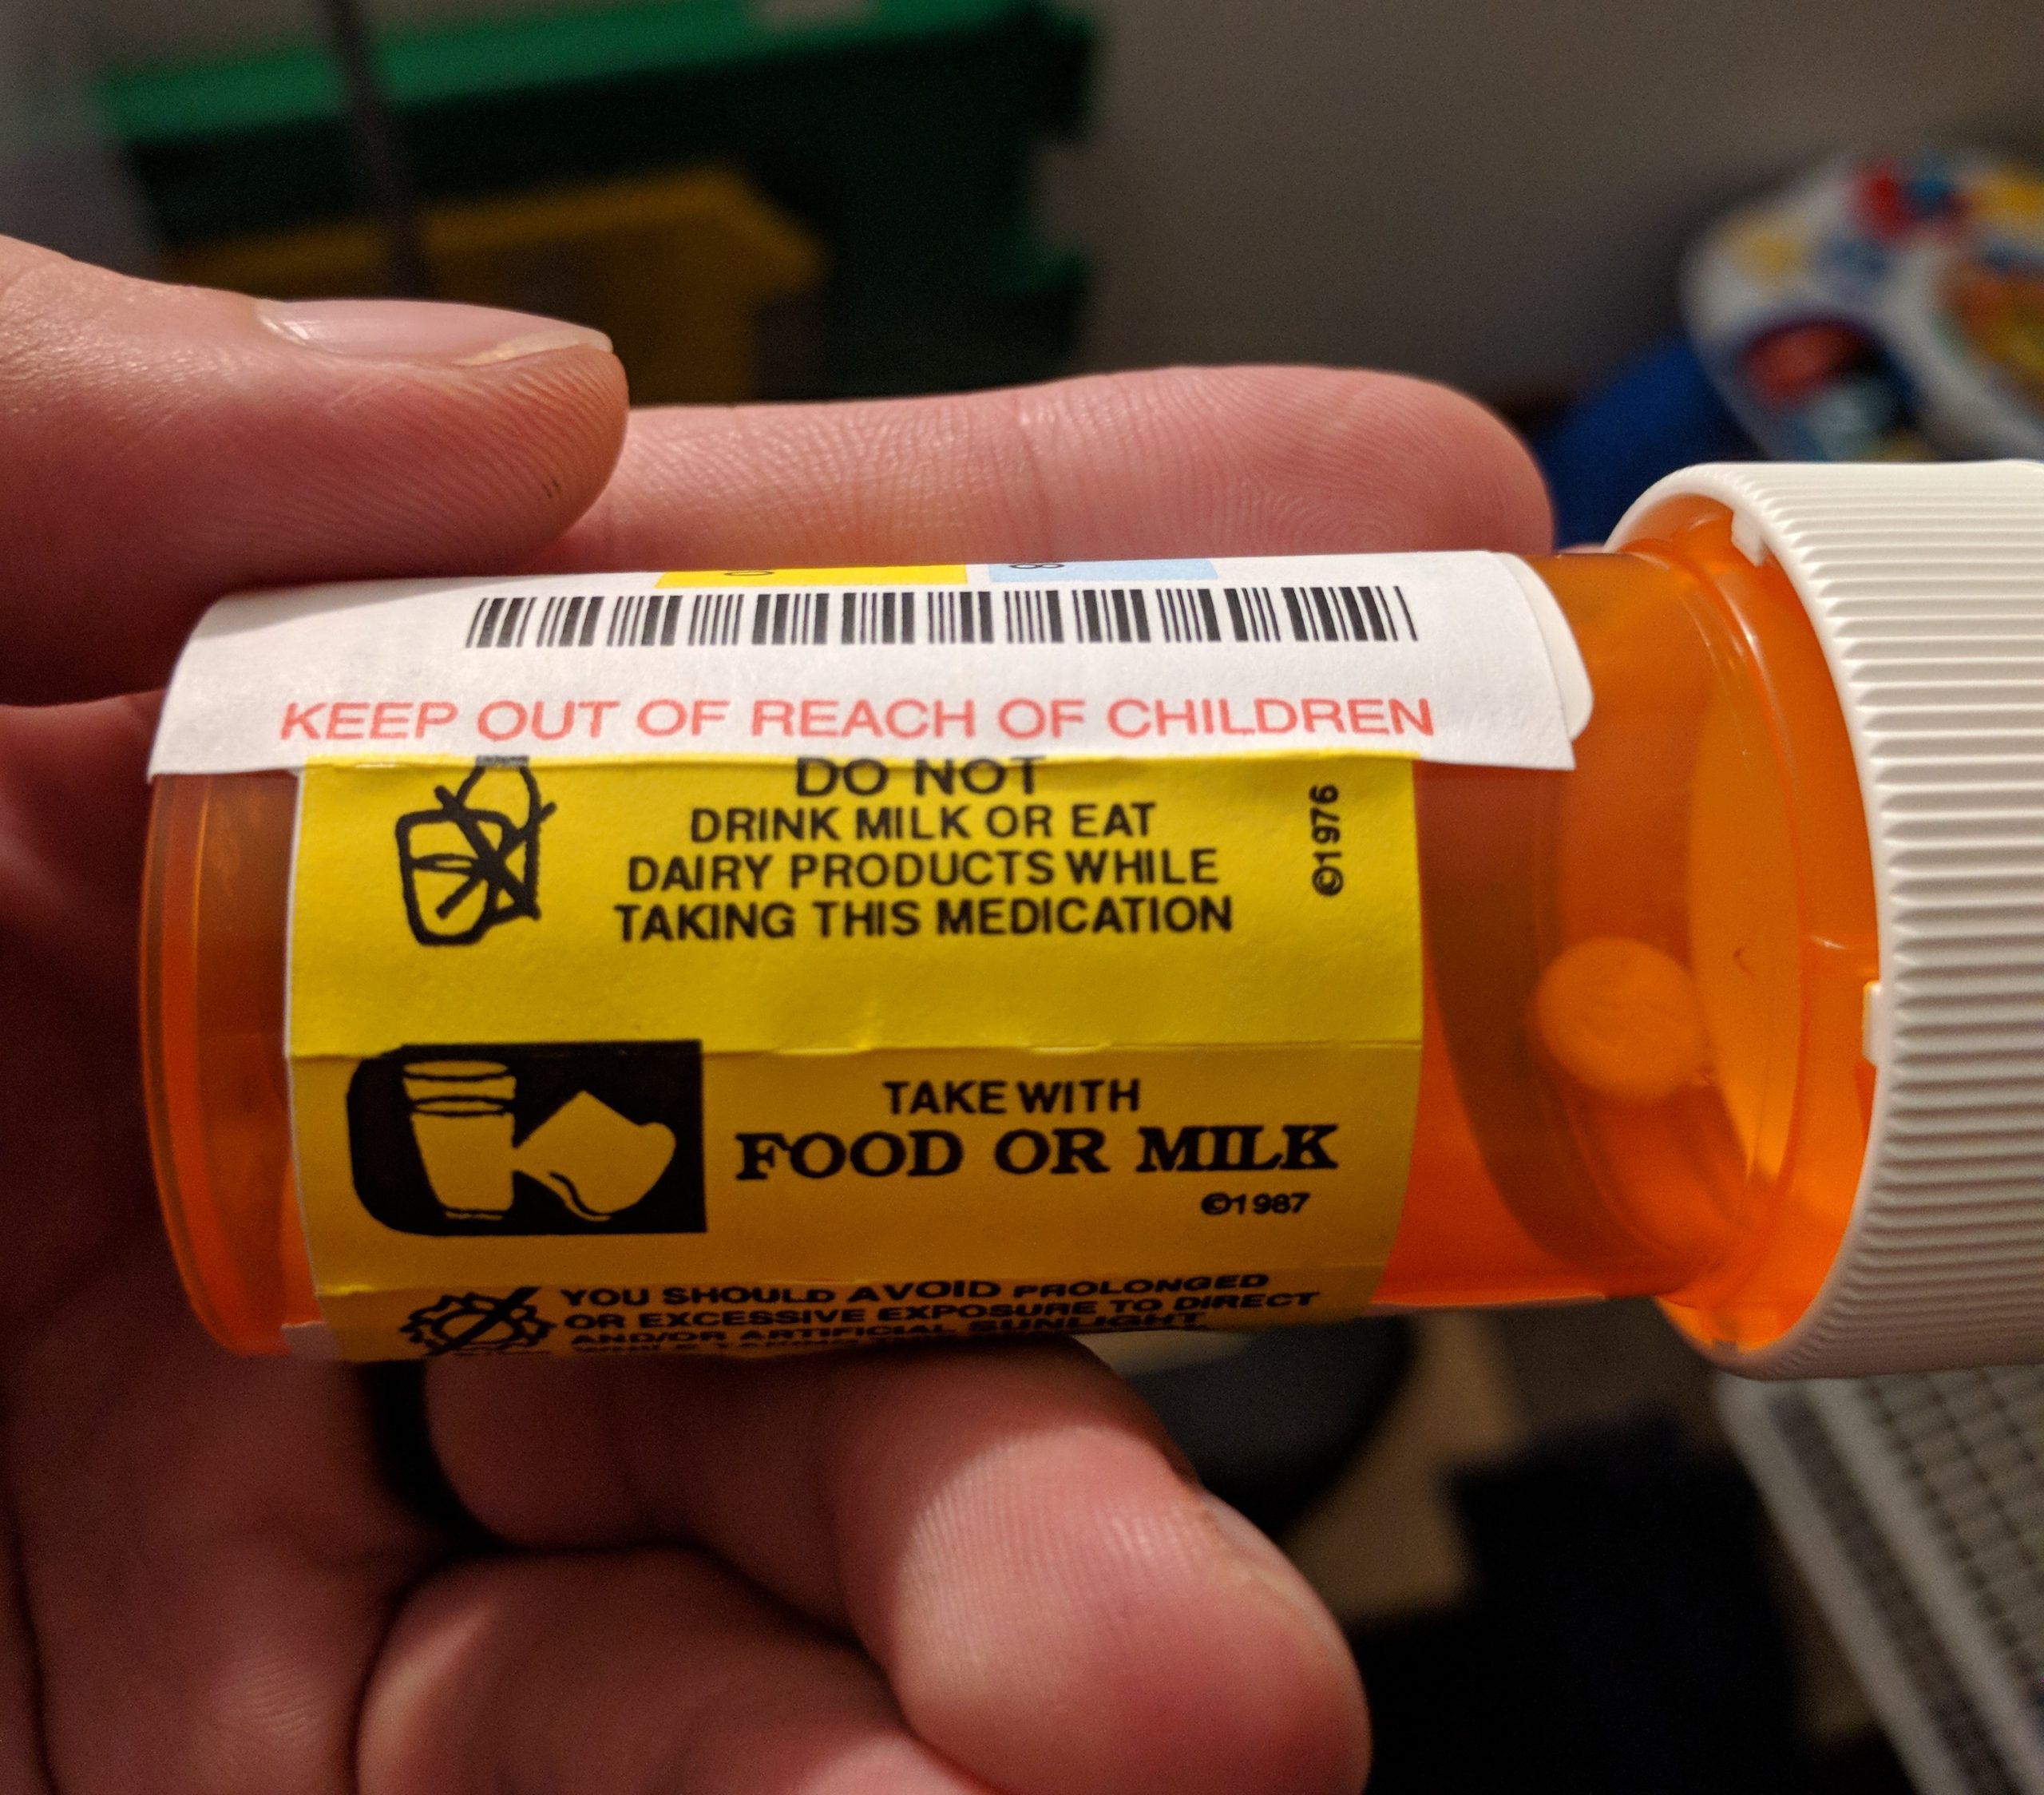 KEEP OUT OF REACH OF CHILDREN
DO NOT
DRINK MILK OR EAT
DAIRY PRODUCTS WHILE
TAKING THIS MEDICATION
©1976
TAKE WITH
FOOD OR MILK
©1987
YOU SHOULD AVOID PROLONGED
OR EXCESSIVE EXPOSURE TO DIRECT
AND/OR ARTIFICIAL SUNLIGHT